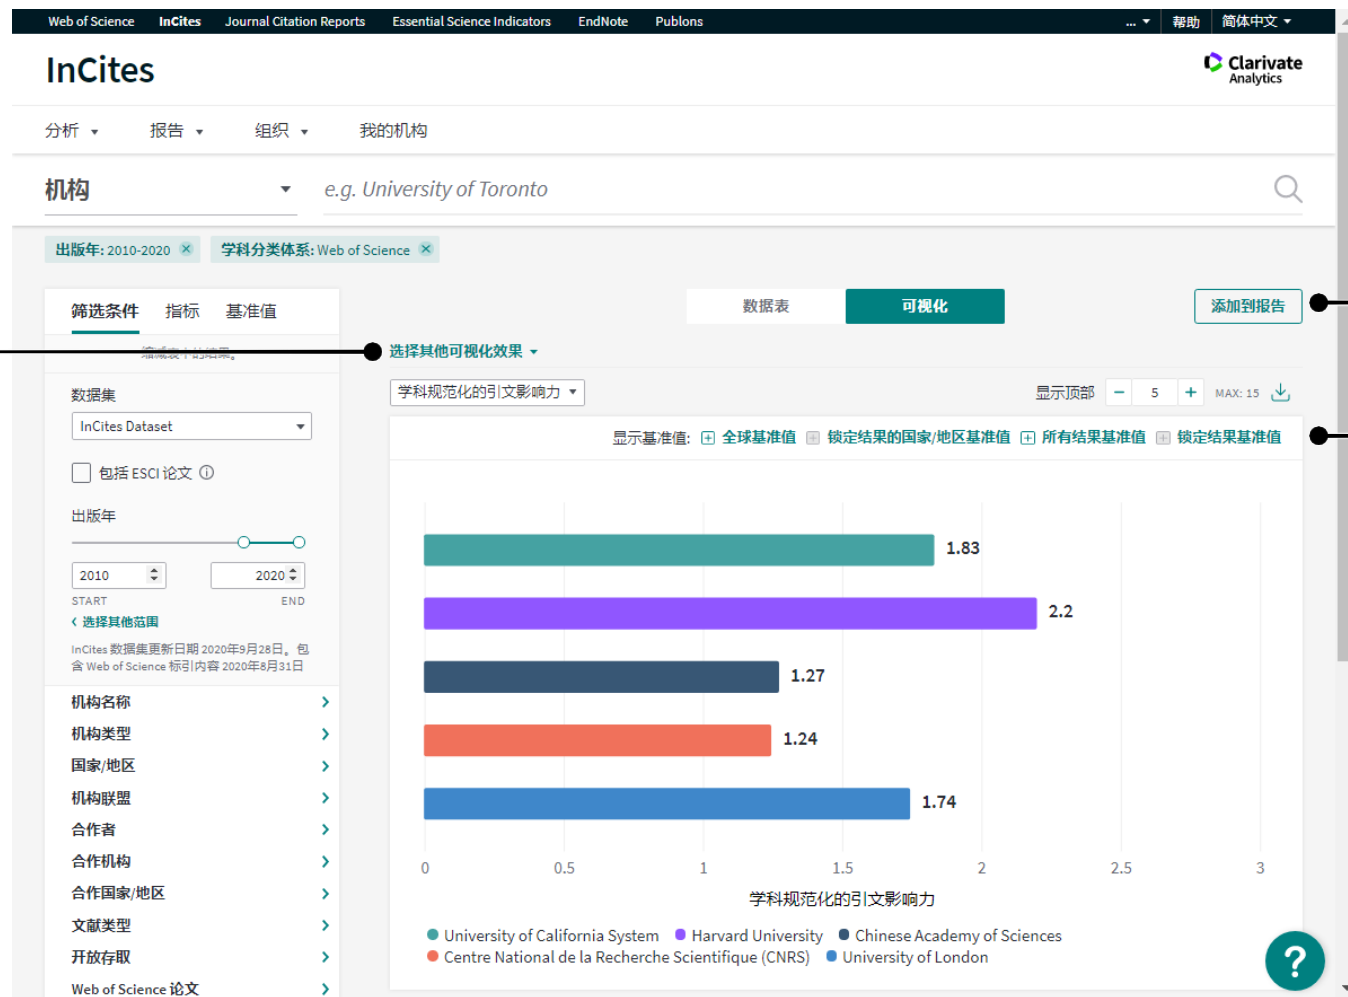 Web of Science InCites Journal Citation Reports Essential Science Indicators EndNote Publons ... 帮助 简体中文
InCites
Clarivate
Analytics
分析 报告 组织 我的机构
机构 e.g. University of Toronto
出版年: 2010-2020 学科分类体系: Web of Science
筛选条件 指标 基准值
数据表 可视化 添加到报告
缩减表中的结果。
选择其他可视化效果
学科规范化的引文影响力 显示顶部 − 5 + MAX: 15
数据集
InCites Dataset
显示基准值: 全球基准值 锁定结果的国家/地区基准值 所有结果基准值 锁定结果基准值
包括 ESCI 论文
出版年
2010 2020
START END
选择其他范围
InCites 数据集更新日期 2020年9月28日。包
含 Web of Science 标引内容 2020年8月31日
机构名称
机构类型
国家/地区
机构联盟
合作者
合作机构
合作国家/地区
文献类型
开放存取
Web of Science 论文
1.83
2.2
1.27
1.24
1.74
0 0.5 1 1.5 2 2.5 3
学科规范化的引文影响力
University of California System Harvard University Chinese Academy of Sciences
Centre National de la Recherche Scientifique (CNRS) University of London
?